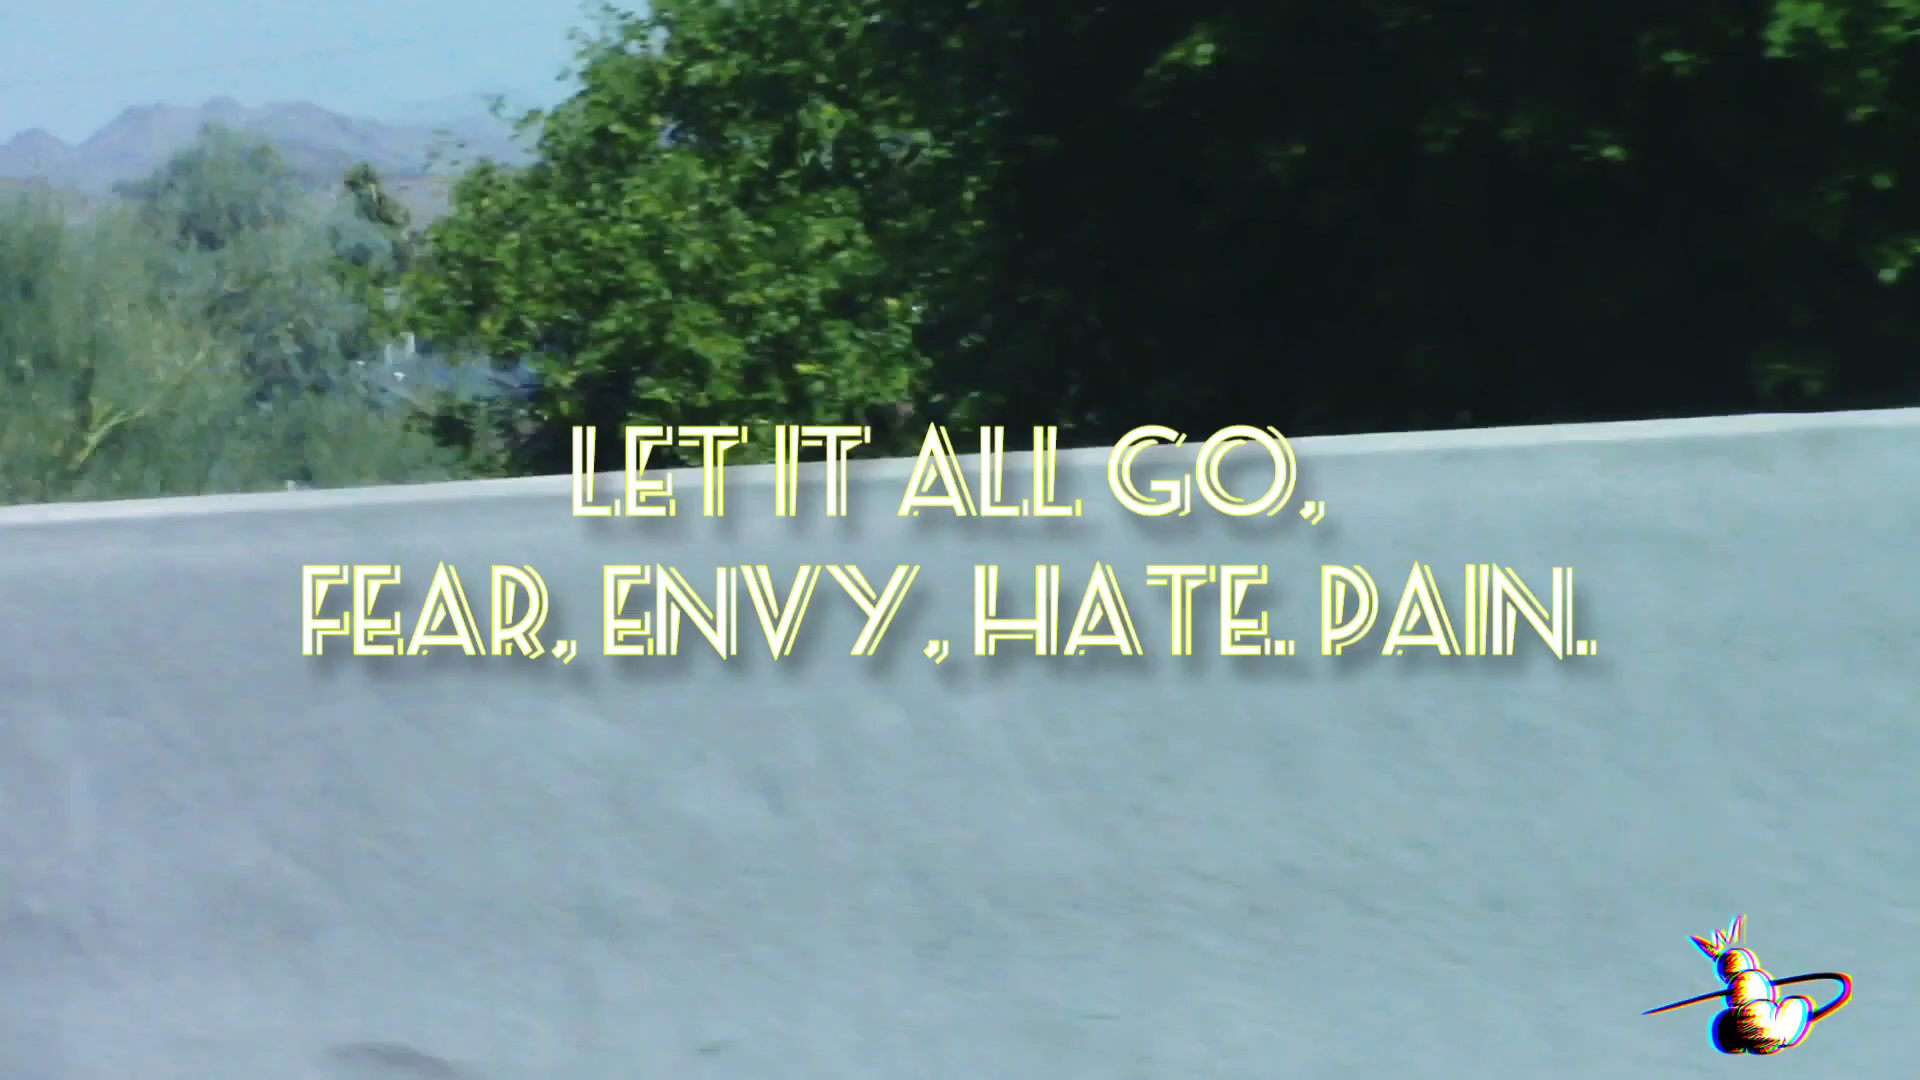 LET IT ALL GO,
FEAR, ENVY, HATE. PAIN.